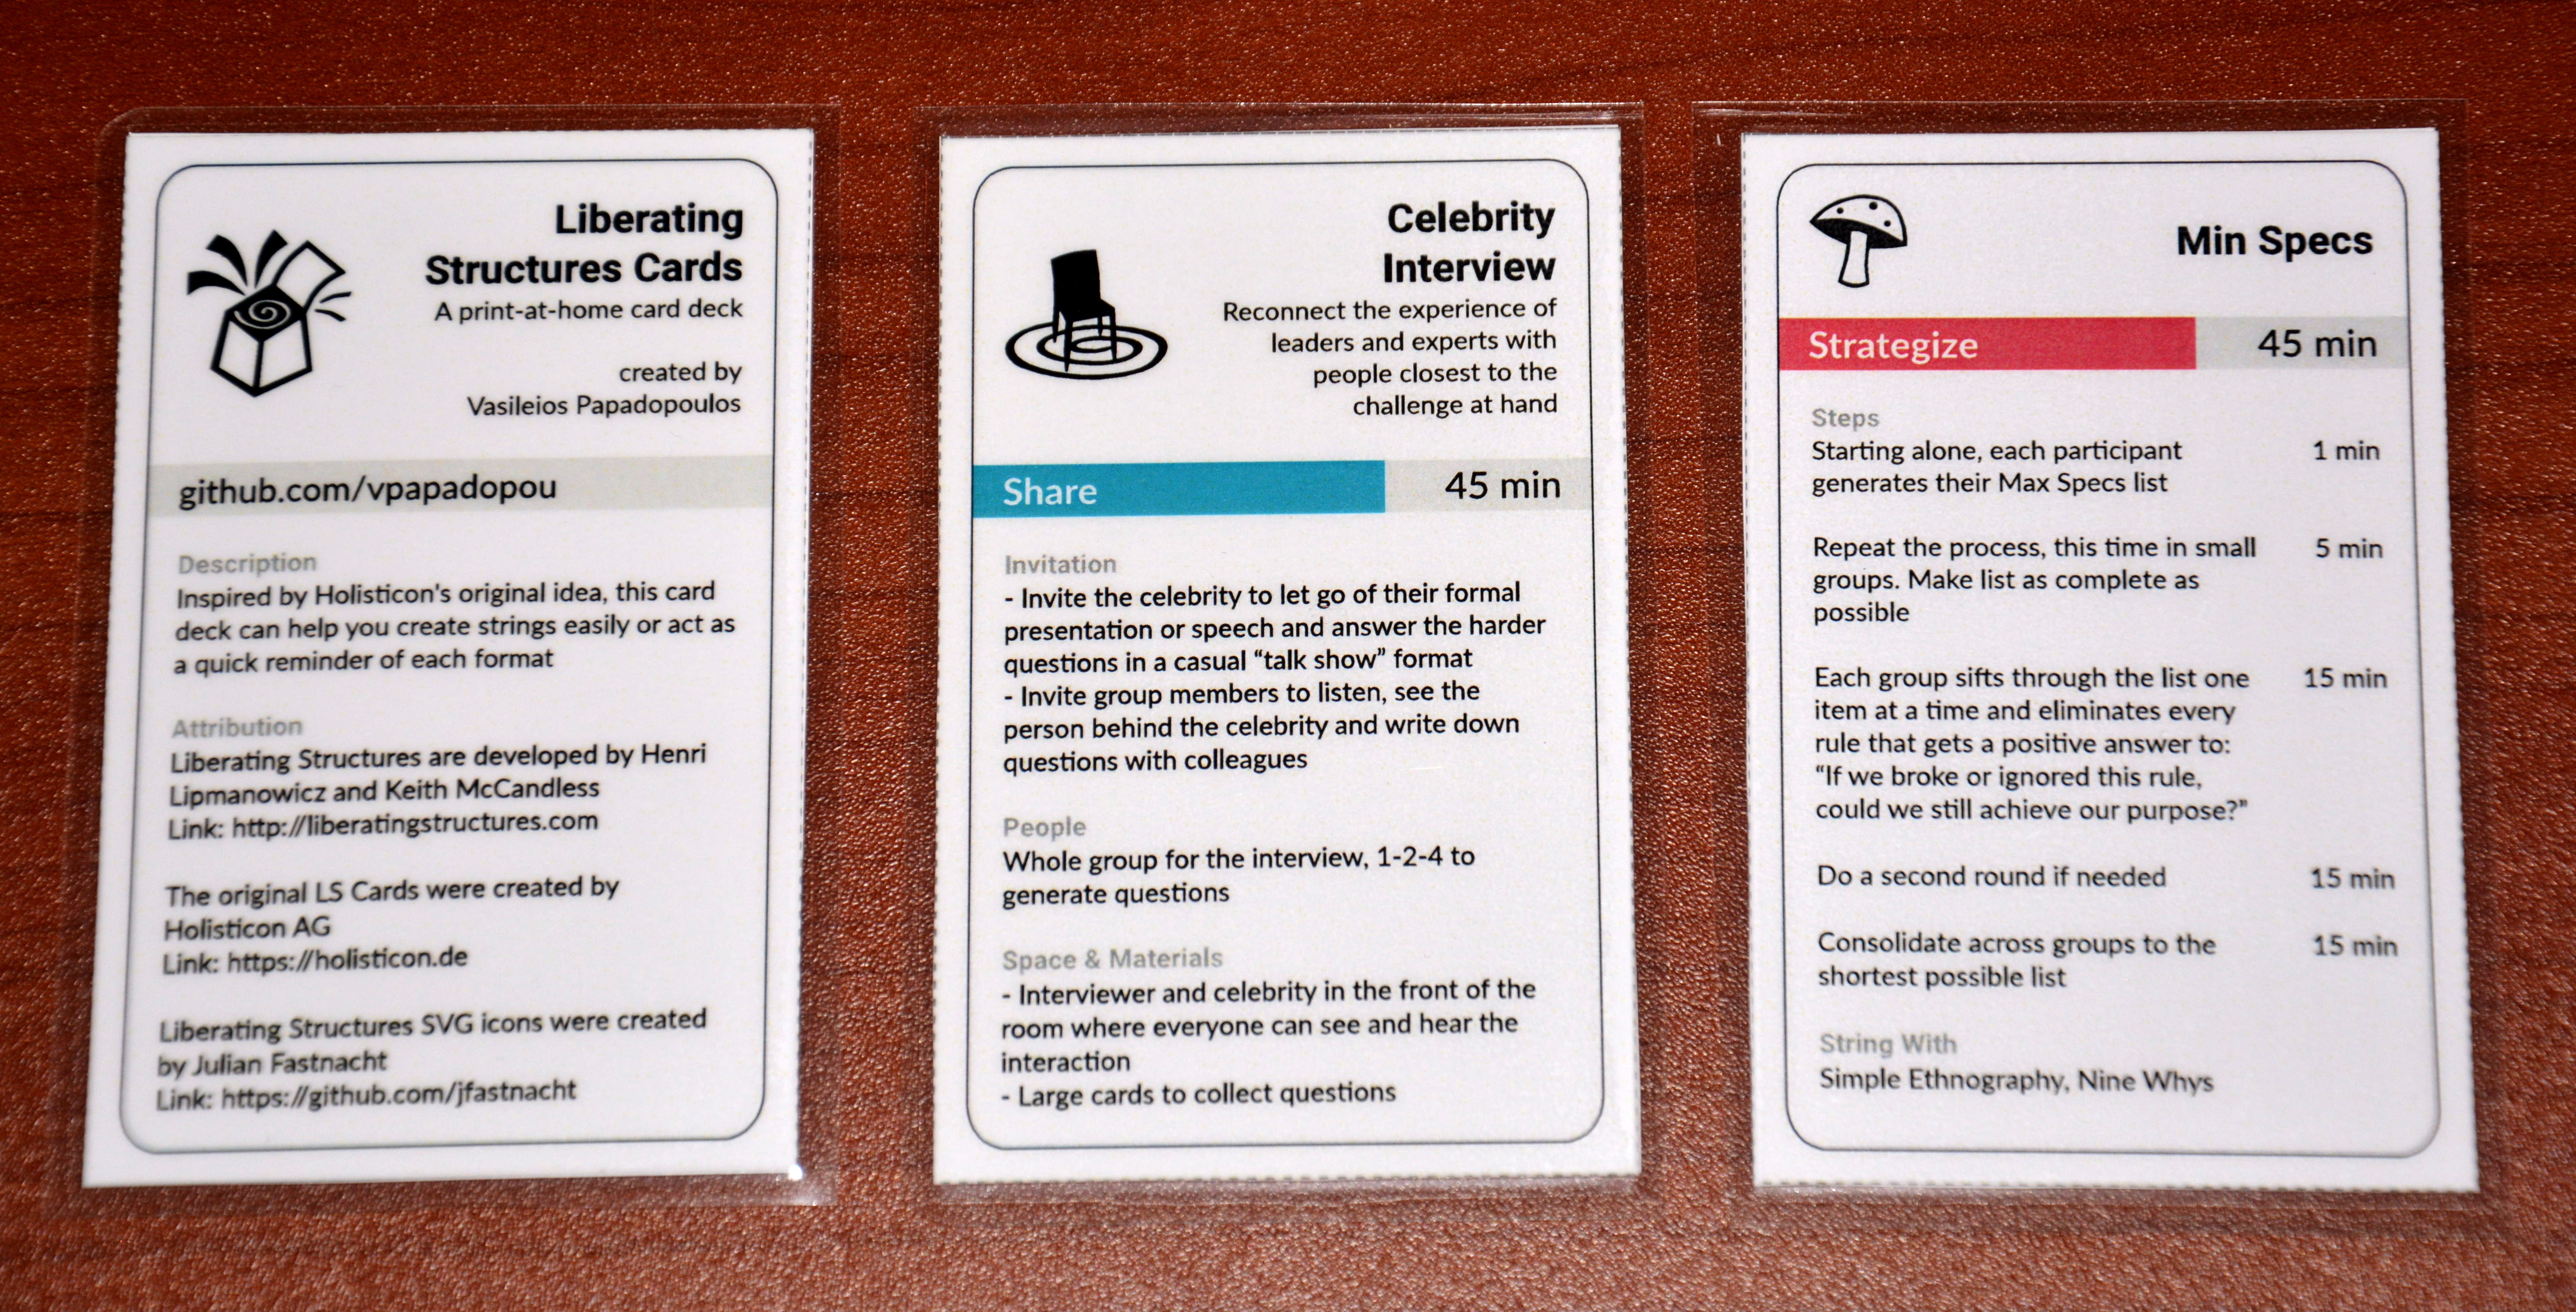 Liberating
Structures Cards
A print-at-home card deck
created by
Vasileios Papadopoulos
github.com/vpapadopou
Description
Inspired by Holisticon's original idea, this card
deck can help you create strings easily or act as
a quick reminder of each format
Attribution
Liberating Structures are developed by Henri
Lipmanowicz and Keith McCandless
Link: http://liberatingstructures.com
The original LS Cards were created by
Holisticon AG
Link: https://holisticon.de
Liberating Structures SVG icons were created
by Julian Fastnacht
Link: https://github.com/jfastnacht
Celebrity
Interview
Reconnect the experience of
leaders and experts with
people closest to the
challenge at hand
Share 45 min
Invitation
- Invite the celebrity to let go of their formal
presentation or speech and answer the harder
questions in a casual “talk show” format
- Invite group members to listen, see the
person behind the celebrity and write down
questions with colleagues
People
Whole group for the interview, 1-2-4 to
generate questions
Space & Materials
- Interviewer and celebrity in the front of the
room where everyone can see and hear the
interaction
- Large cards to collect questions
Min Specs
Strategize 45 min
Steps
Starting alone, each participant 1 min
generates their Max Specs list
Repeat the process, this time in small 5 min
groups. Make list as complete as
possible
Each group sifts through the list one 15 min
item at a time and eliminates every
rule that gets a positive answer to:
“If we broke or ignored this rule,
could we still achieve our purpose?”
Do a second round if needed 15 min
Consolidate across groups to the 15 min
shortest possible list
String With
Simple Ethnography, Nine Whys